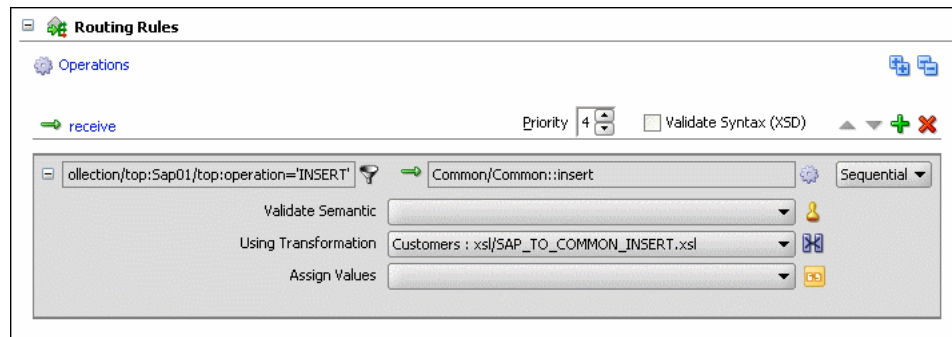 Routing Rules
Operations
receive Priority 4 Validate Syntax (XSD)
ollection/top:Sap01/top:operation='INSERT' Common/Common::insert Sequential
Validate Semantic
Using Transformation Customers : xsl/SAP_TO_COMMON_INSERT.xsl
Assign Values